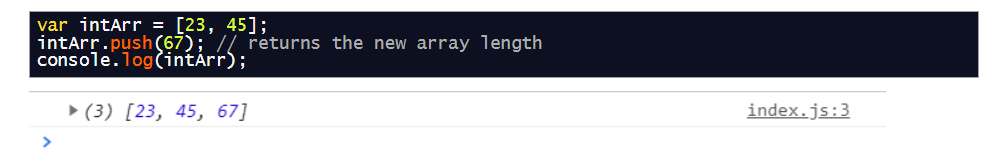 var intArr = [23, 45];
intArr.push(67); // returns the new array length
console.log(intArr);
▶ (3) [23, 45, 67] index.js:3
>